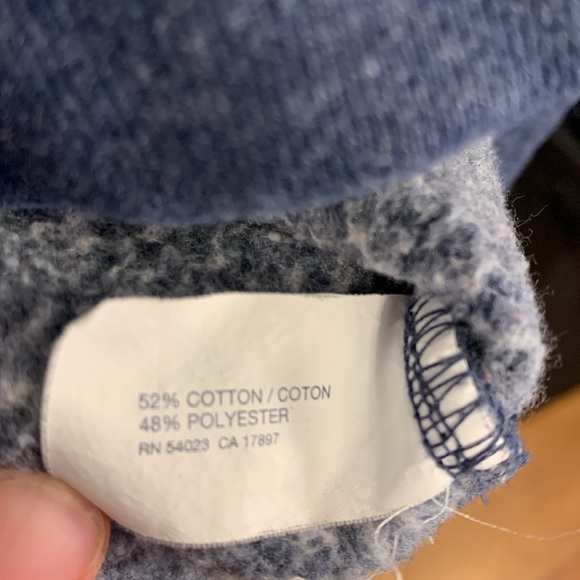 52% COTTON / COTON
48% POLYESTER
RN 54023 CA 17897